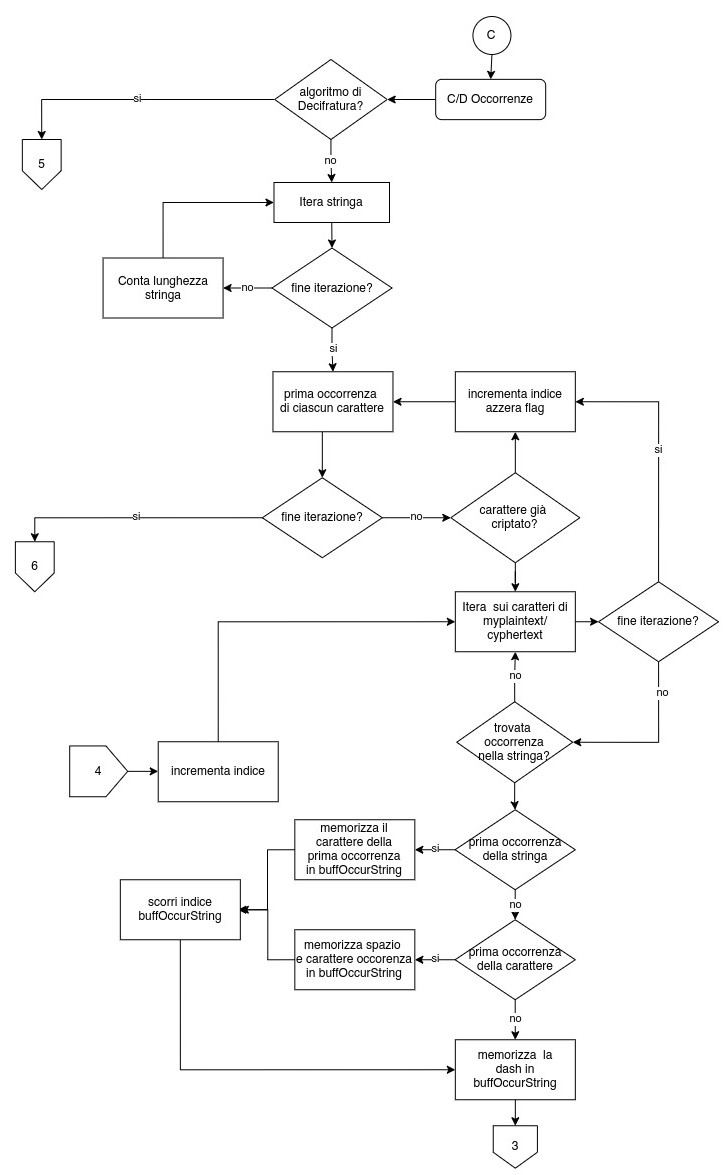 C
C/D Occorrenze
algoritmo di
Decifratura?
si
5
no
Itera stringa
Conta lunghezza
stringa
no
fine iterazione?
si
prima occorrenza
di ciascun carattere
incrementa indice
azzera flag
si
fine iterazione?
si
no
carattere già
criptato?
6
Itera sui caratteri di
myplaintext/
cyphertext
fine iterazione?
no
no
trovata
occorrenza
nella stringa?
4
incrementa indice
memorizza il
carattere della
prima occorrenza
in buffOccurString
si
prima occorrenza
della stringa
scorri indice
buffOccurString
no
memorizza spazio
e carattere occorenza
in buffOccurString
si
prima occorrenza
della carattere
no
memorizza la
dash in
buffOccurString
3